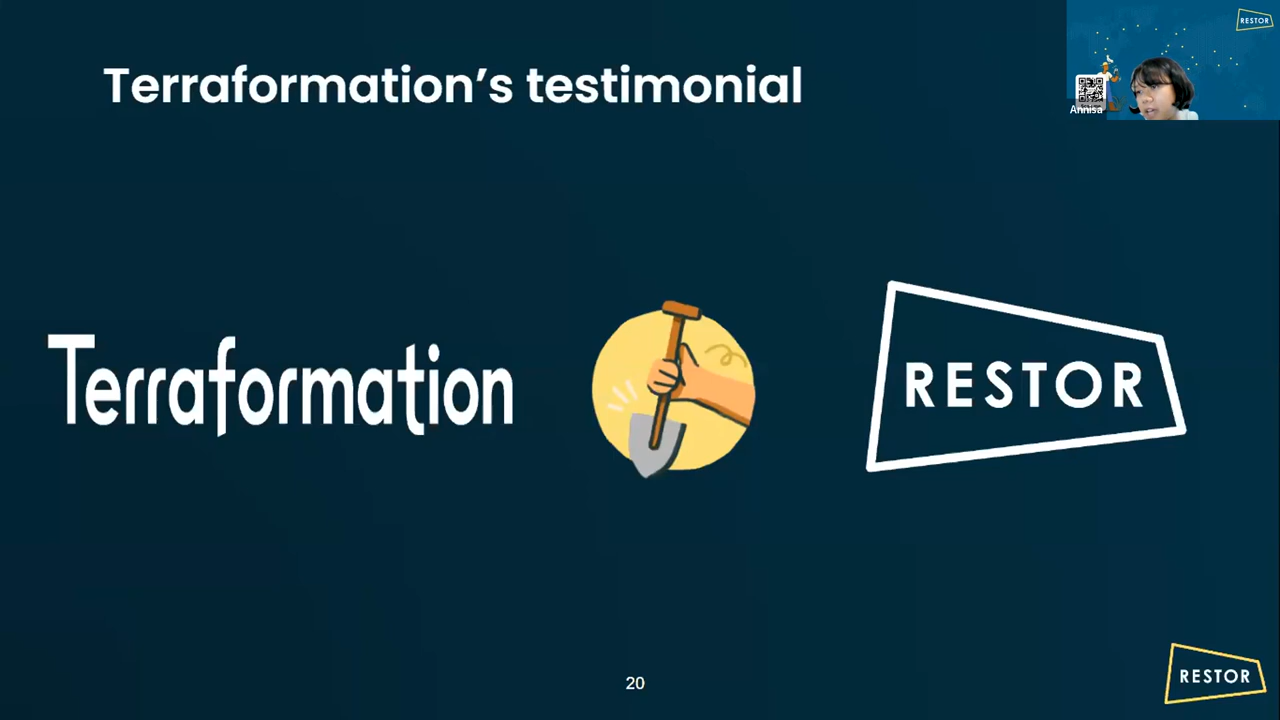 Terraformation's testimonial
RESTOR
Annisa
Terraformation
RESTOR
20
RESTOR